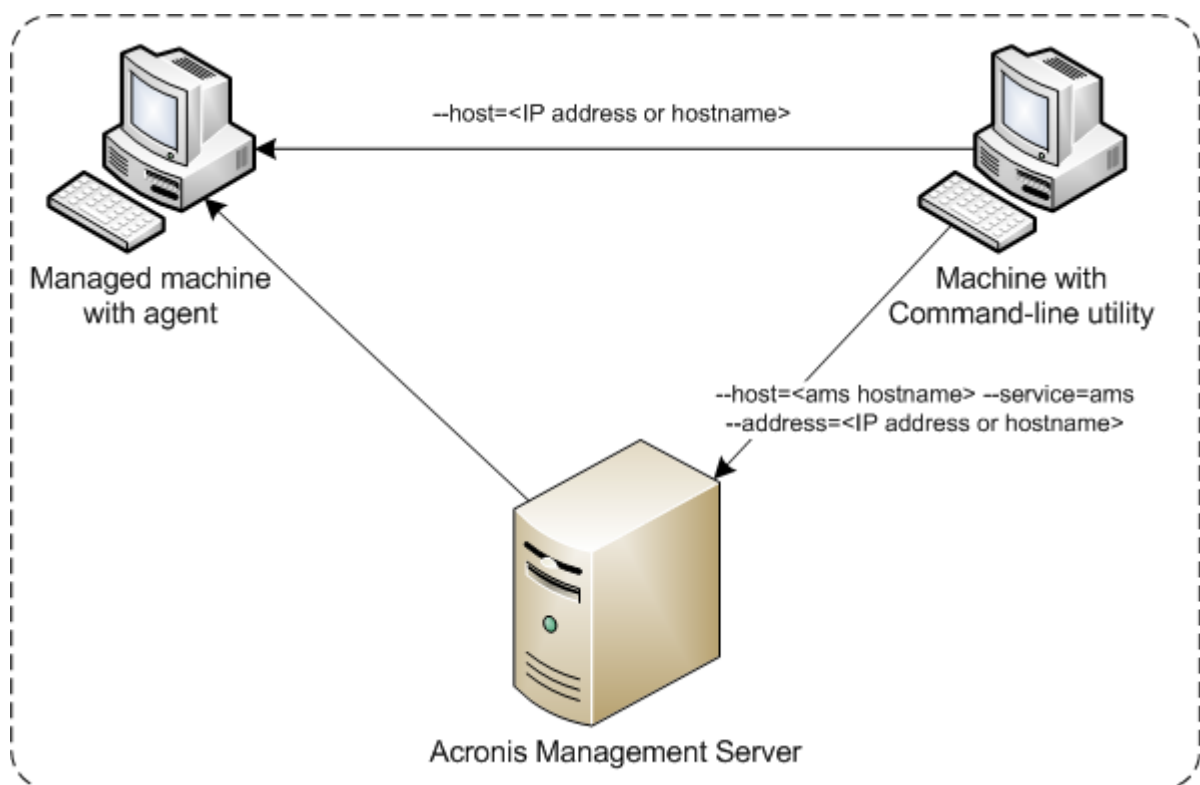 --host=<IP address or hostname>
Managed machine
with agent
Machine with
Command-line utility
--host=<ams hostname> --service=ams
--address=<IP address or hostname>
Acronis Management Server